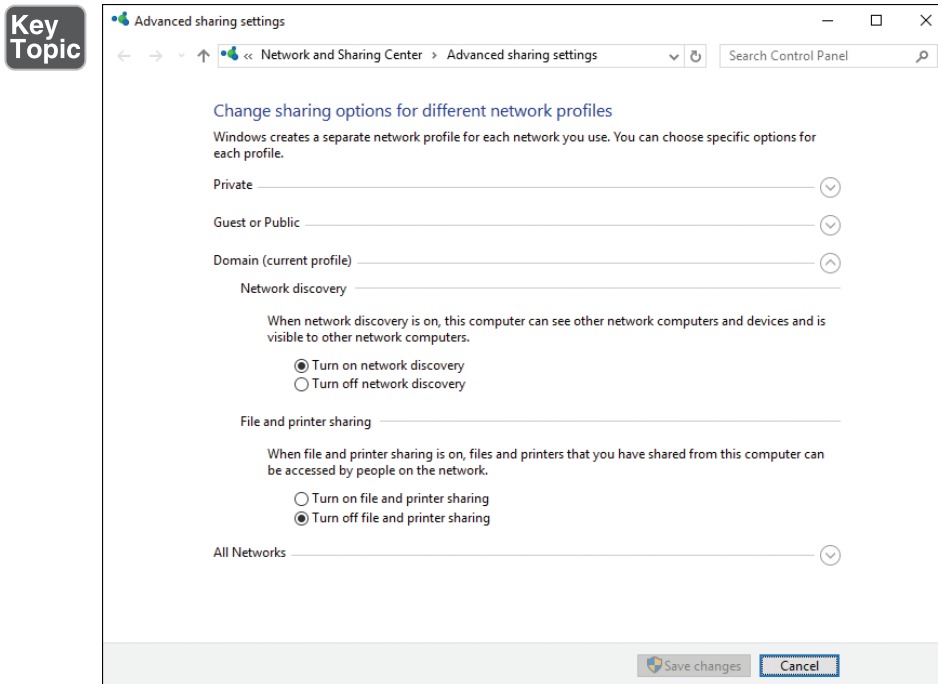 Key
Topic
Advanced sharing settings
« Network and Sharing Center > Advanced sharing settings
Search Control Panel
Change sharing options for different network profiles
Windows creates a separate network profile for each network you use. You can choose specific options for
each profile.
Private
Guest or Public
Domain (current profile)
Network discovery
When network discovery is on, this computer can see other network computers and devices and is
visible to other network computers.
Turn on network discovery
Turn off network discovery
File and printer sharing
When file and printer sharing is on, files and printers that you have shared from this computer can
be accessed by people on the network.
Turn on file and printer sharing
Turn off file and printer sharing
All Networks
Save changes
Cancel